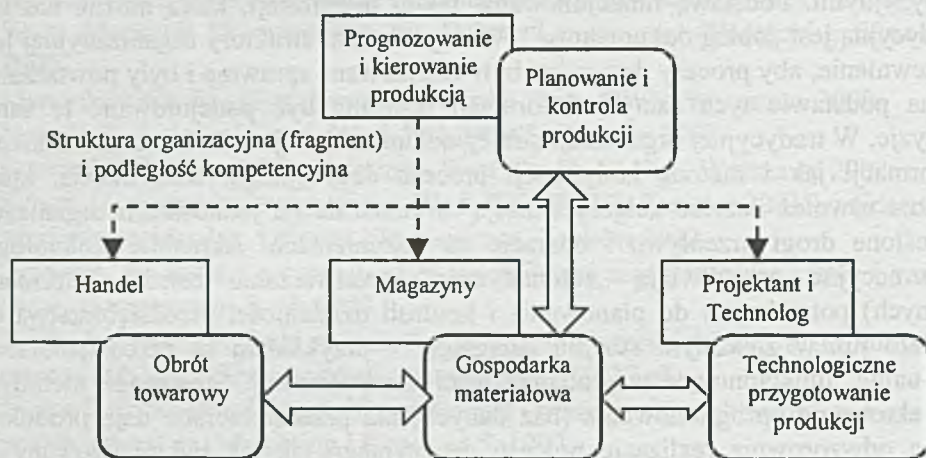 Prognozowanie
i kierowanie
produkcją
Planowanie i
kontrola
produkcji
Struktura organizacyjna (fragment)
i podległość kompetencyjna
Handel
Magazyny
Projektant i
Technolog
Obrót
towarowy
Gospodarka
materiałowa
Technologiczne
przygotowanie
produkcji